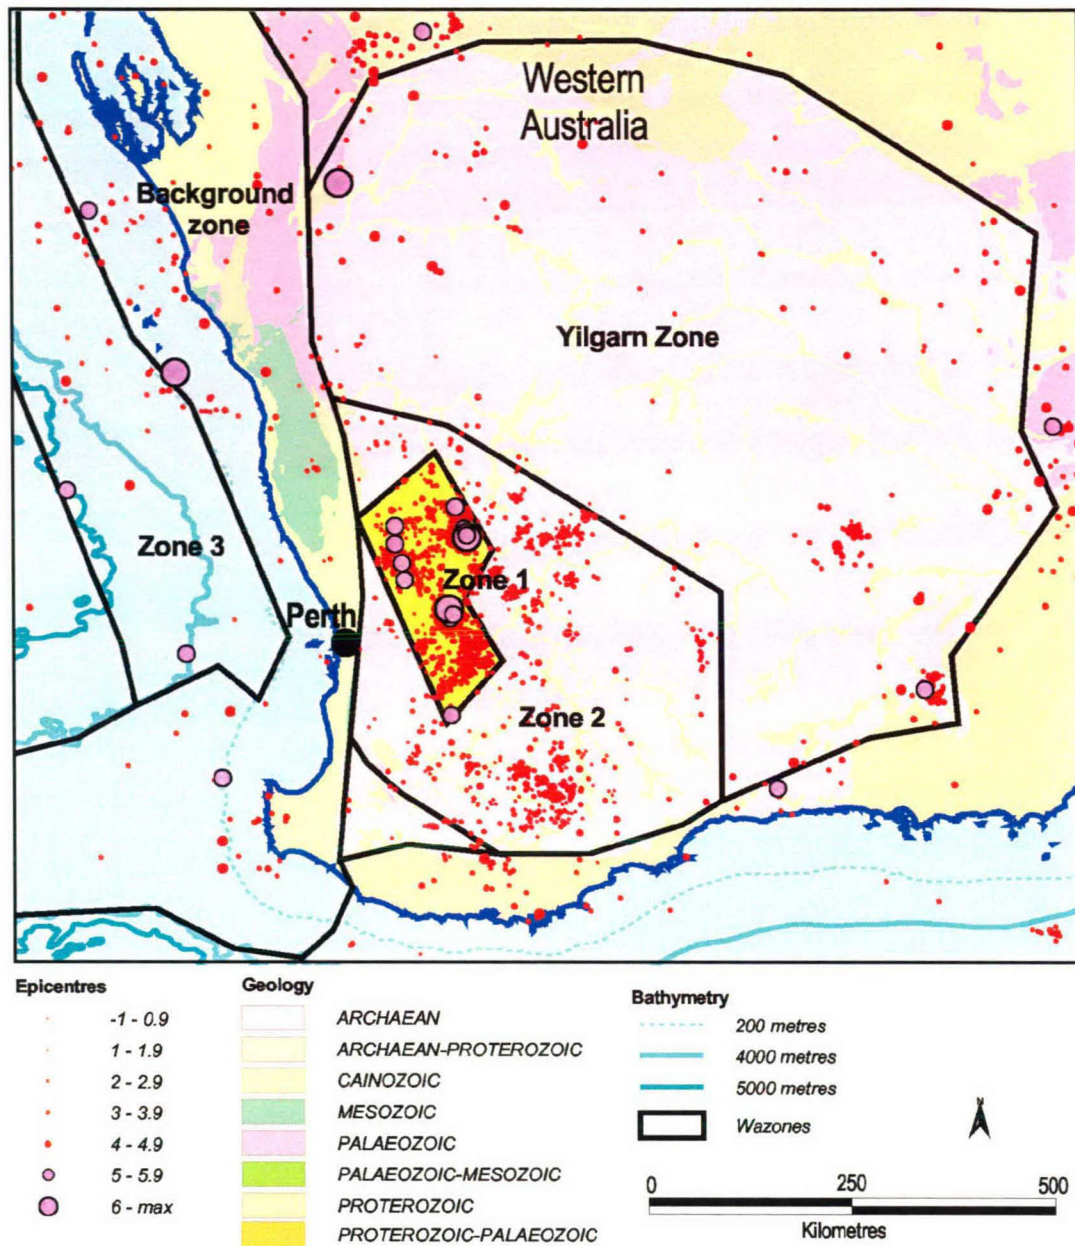 Western
Australia
Background
zone
Yilgarn Zone
Zone 3
Zone 1
Perth
Zone 2
Epicentres
-1 - 0.9
1 - 1.9
2 - 2.9
3 - 3.9
4 - 4.9
5 - 5.9
6 - max
Geology
ARCHAEAN
ARCHAEAN-PROTEROZOIC
CAINOZOIC
MESOZOIC
PALAEOZOIC
PALAEOZOIC-MESOZOIC
PROTEROZOIC
PROTEROZOIC-PALAEOZOIC
Bathymetry
200 metres
4000 metres
5000 metres
Wazones
N
0 250 500
Kilometres